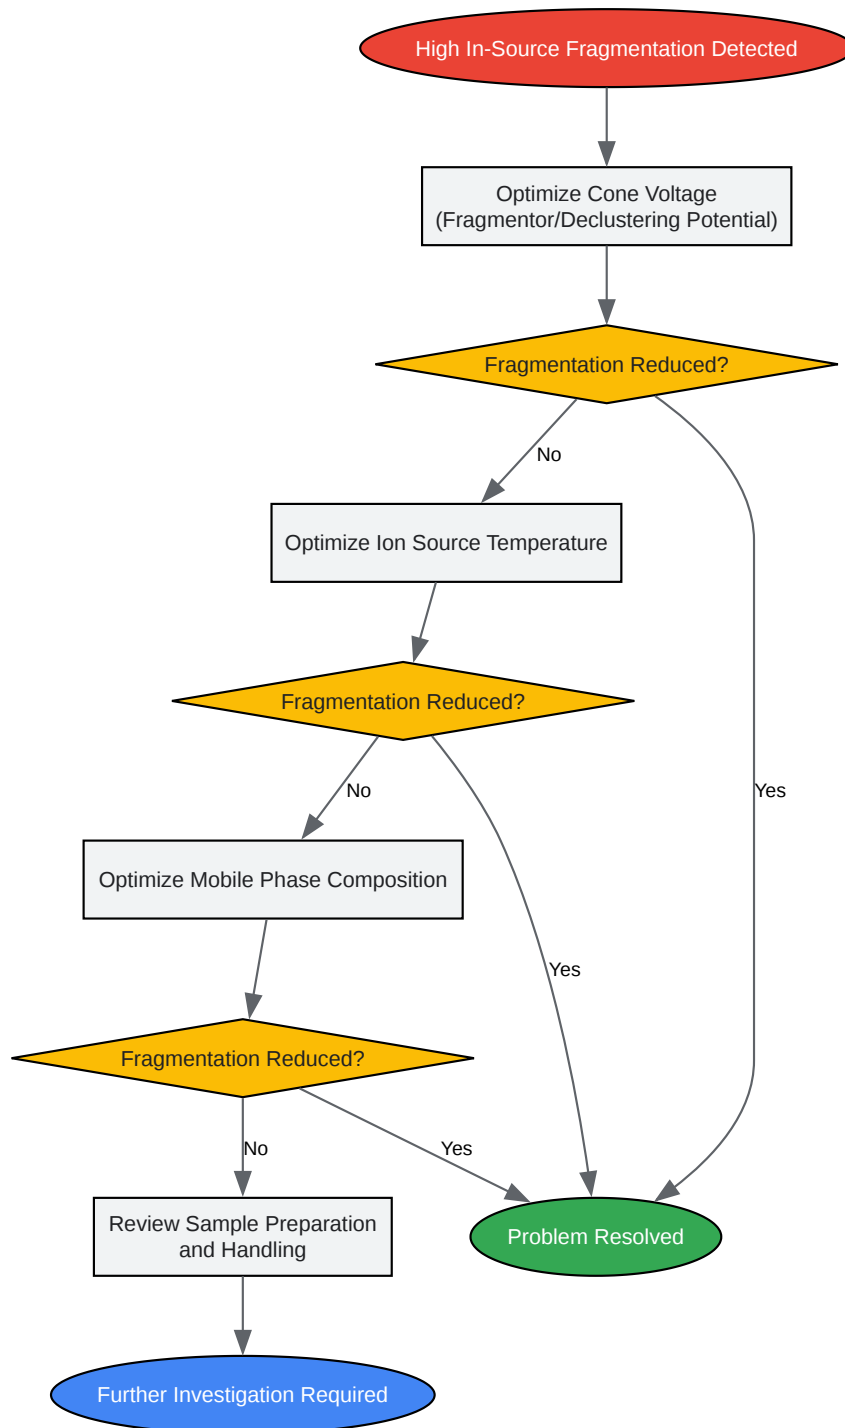 High In-Source Fragmentation Detected
Optimize Cone Voltage
(Fragmentor/Declustering Potential)
Fragmentation Reduced?
No
Optimize Ion Source Temperature
Fragmentation Reduced?
No
Yes
Optimize Mobile Phase Composition
Yes
Fragmentation Reduced?
No
Yes
Review Sample Preparation
and Handling
Problem Resolved
Further Investigation Required